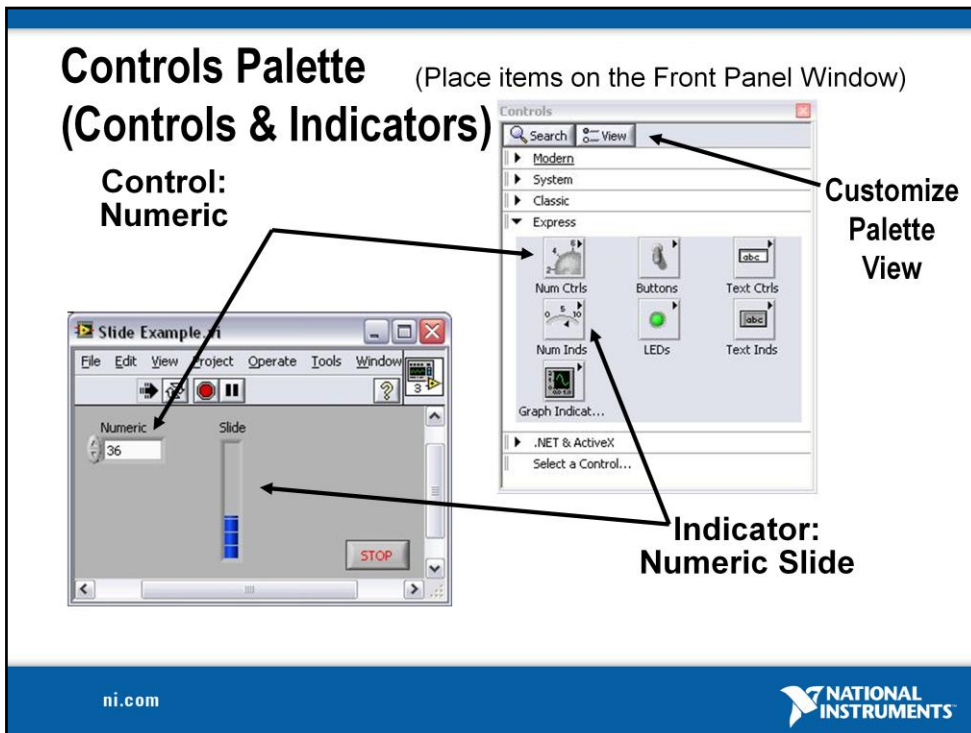 Controls Palette
(Controls & Indicators)
(Place items on the Front Panel Window)
Control:
Numeric
Controls
Search
View
Modern
System
Classic
Express
Num Ctrls
Buttons
Text Ctrls
Num Inds
LEDs
Text Inds
Graph Indicat...
.NET & ActiveX
Select a Control...
Customize
Palette
View
Slide Example.vi
File Edit View Project Operate Tools Window
3
Numeric
Slide
36
STOP
Indicator:
Numeric Slide
ni.com
NATIONAL
INSTRUMENTS